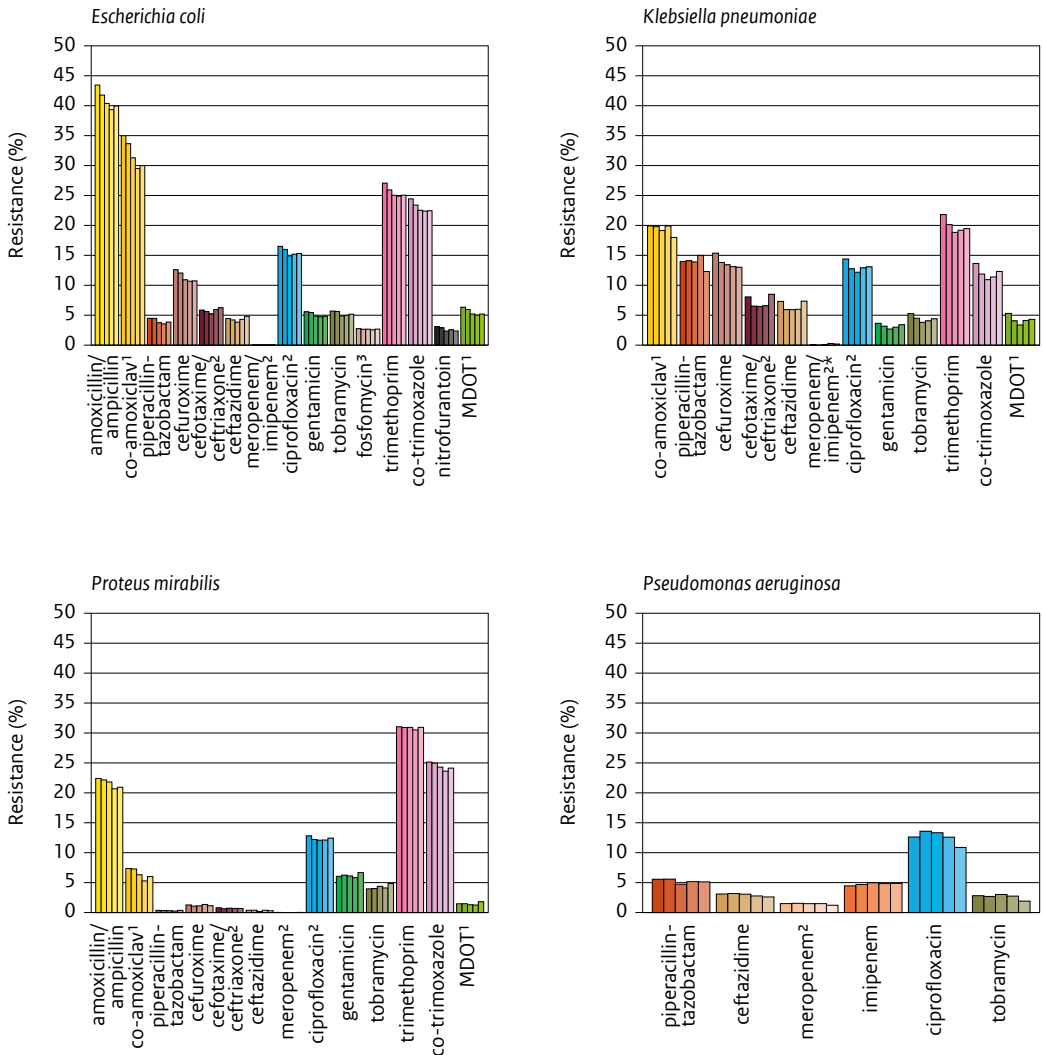 Escherichia coli
Resistance (%)
50
45
40
35
30
25
20
15
10
5
0
amoxicillin/
ampicillin
co-amoxiclav¹
piperacillin-
tazobactam
cefuroxime
cefotaxime/
ceftriaxone²
ceftazidime
meropenem/
imipenem²
ciprofloxacin²
gentamicin
tobramycin
fosfomycin³
trimethoprim
co-trimoxazole
nitrofurantoin
MDOT¹
Klebsiella pneumoniae
Resistance (%)
50
45
40
35
30
25
20
15
10
5
0
co-amoxiclav¹
piperacillin-
tazobactam
cefuroxime
cefotaxime/
ceftriaxone²
ceftazidime
meropenem/
imipenem²*
ciprofloxacin²
gentamicin
tobramycin
trimethoprim
co-trimoxazole
MDOT¹
Proteus mirabilis
Resistance (%)
50
45
40
35
30
25
20
15
10
5
0
amoxicillin/
ampicillin
co-amoxiclav¹
piperacillin-
tazobactam
cefuroxime
cefotaxime/
ceftriaxone²
ceftazidime
meropenem²
ciprofloxacin²
gentamicin
tobramycin
trimethoprim
co-trimoxazole
MDOT¹
Pseudomonas aeruginosa
Resistance (%)
50
45
40
35
30
25
20
15
10
5
0
piperacillin-
tazobactam
ceftazidime
meropenem²
imipenem
ciprofloxacin
tobramycin